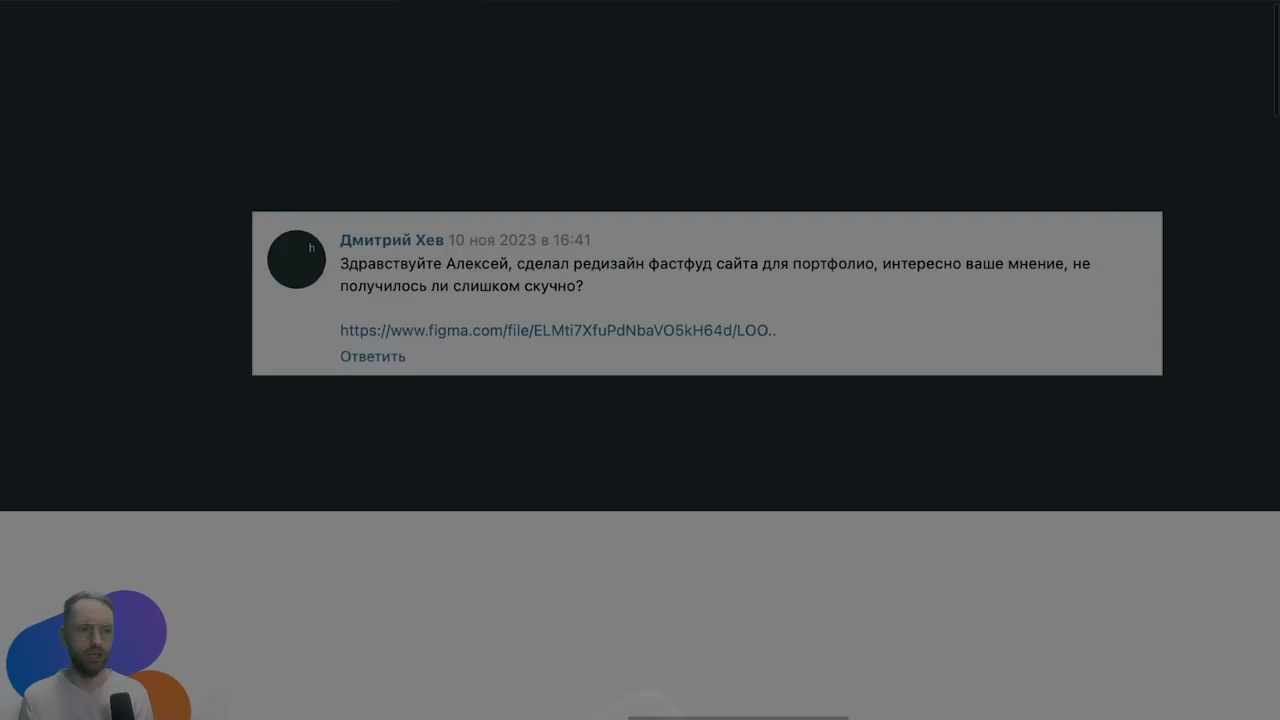 h
Дмитрий Хев 10 ноя 2023 в 16:41
Здравствуйте Алексей, сделал редизайн фастфуд сайта для портфолио, интересно ваше мнение, не
получилось ли слишком скучно?
https://www.figma.com/file/ELMti7XfuPdNbaVO5kH64d/LOO..
Ответить